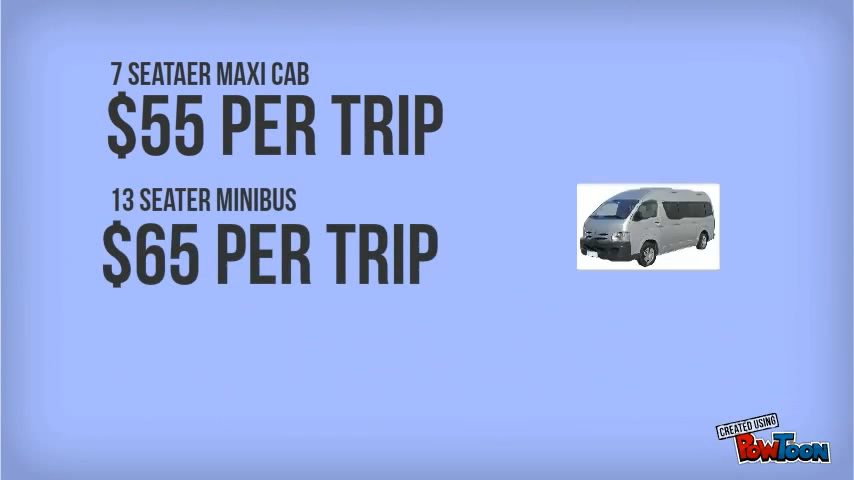 7 SEATAER MAXI CAB
$55 PER TRIP
13 SEATER MINIBUS
$65 PER TRIP
CREATED USING
POWTOON